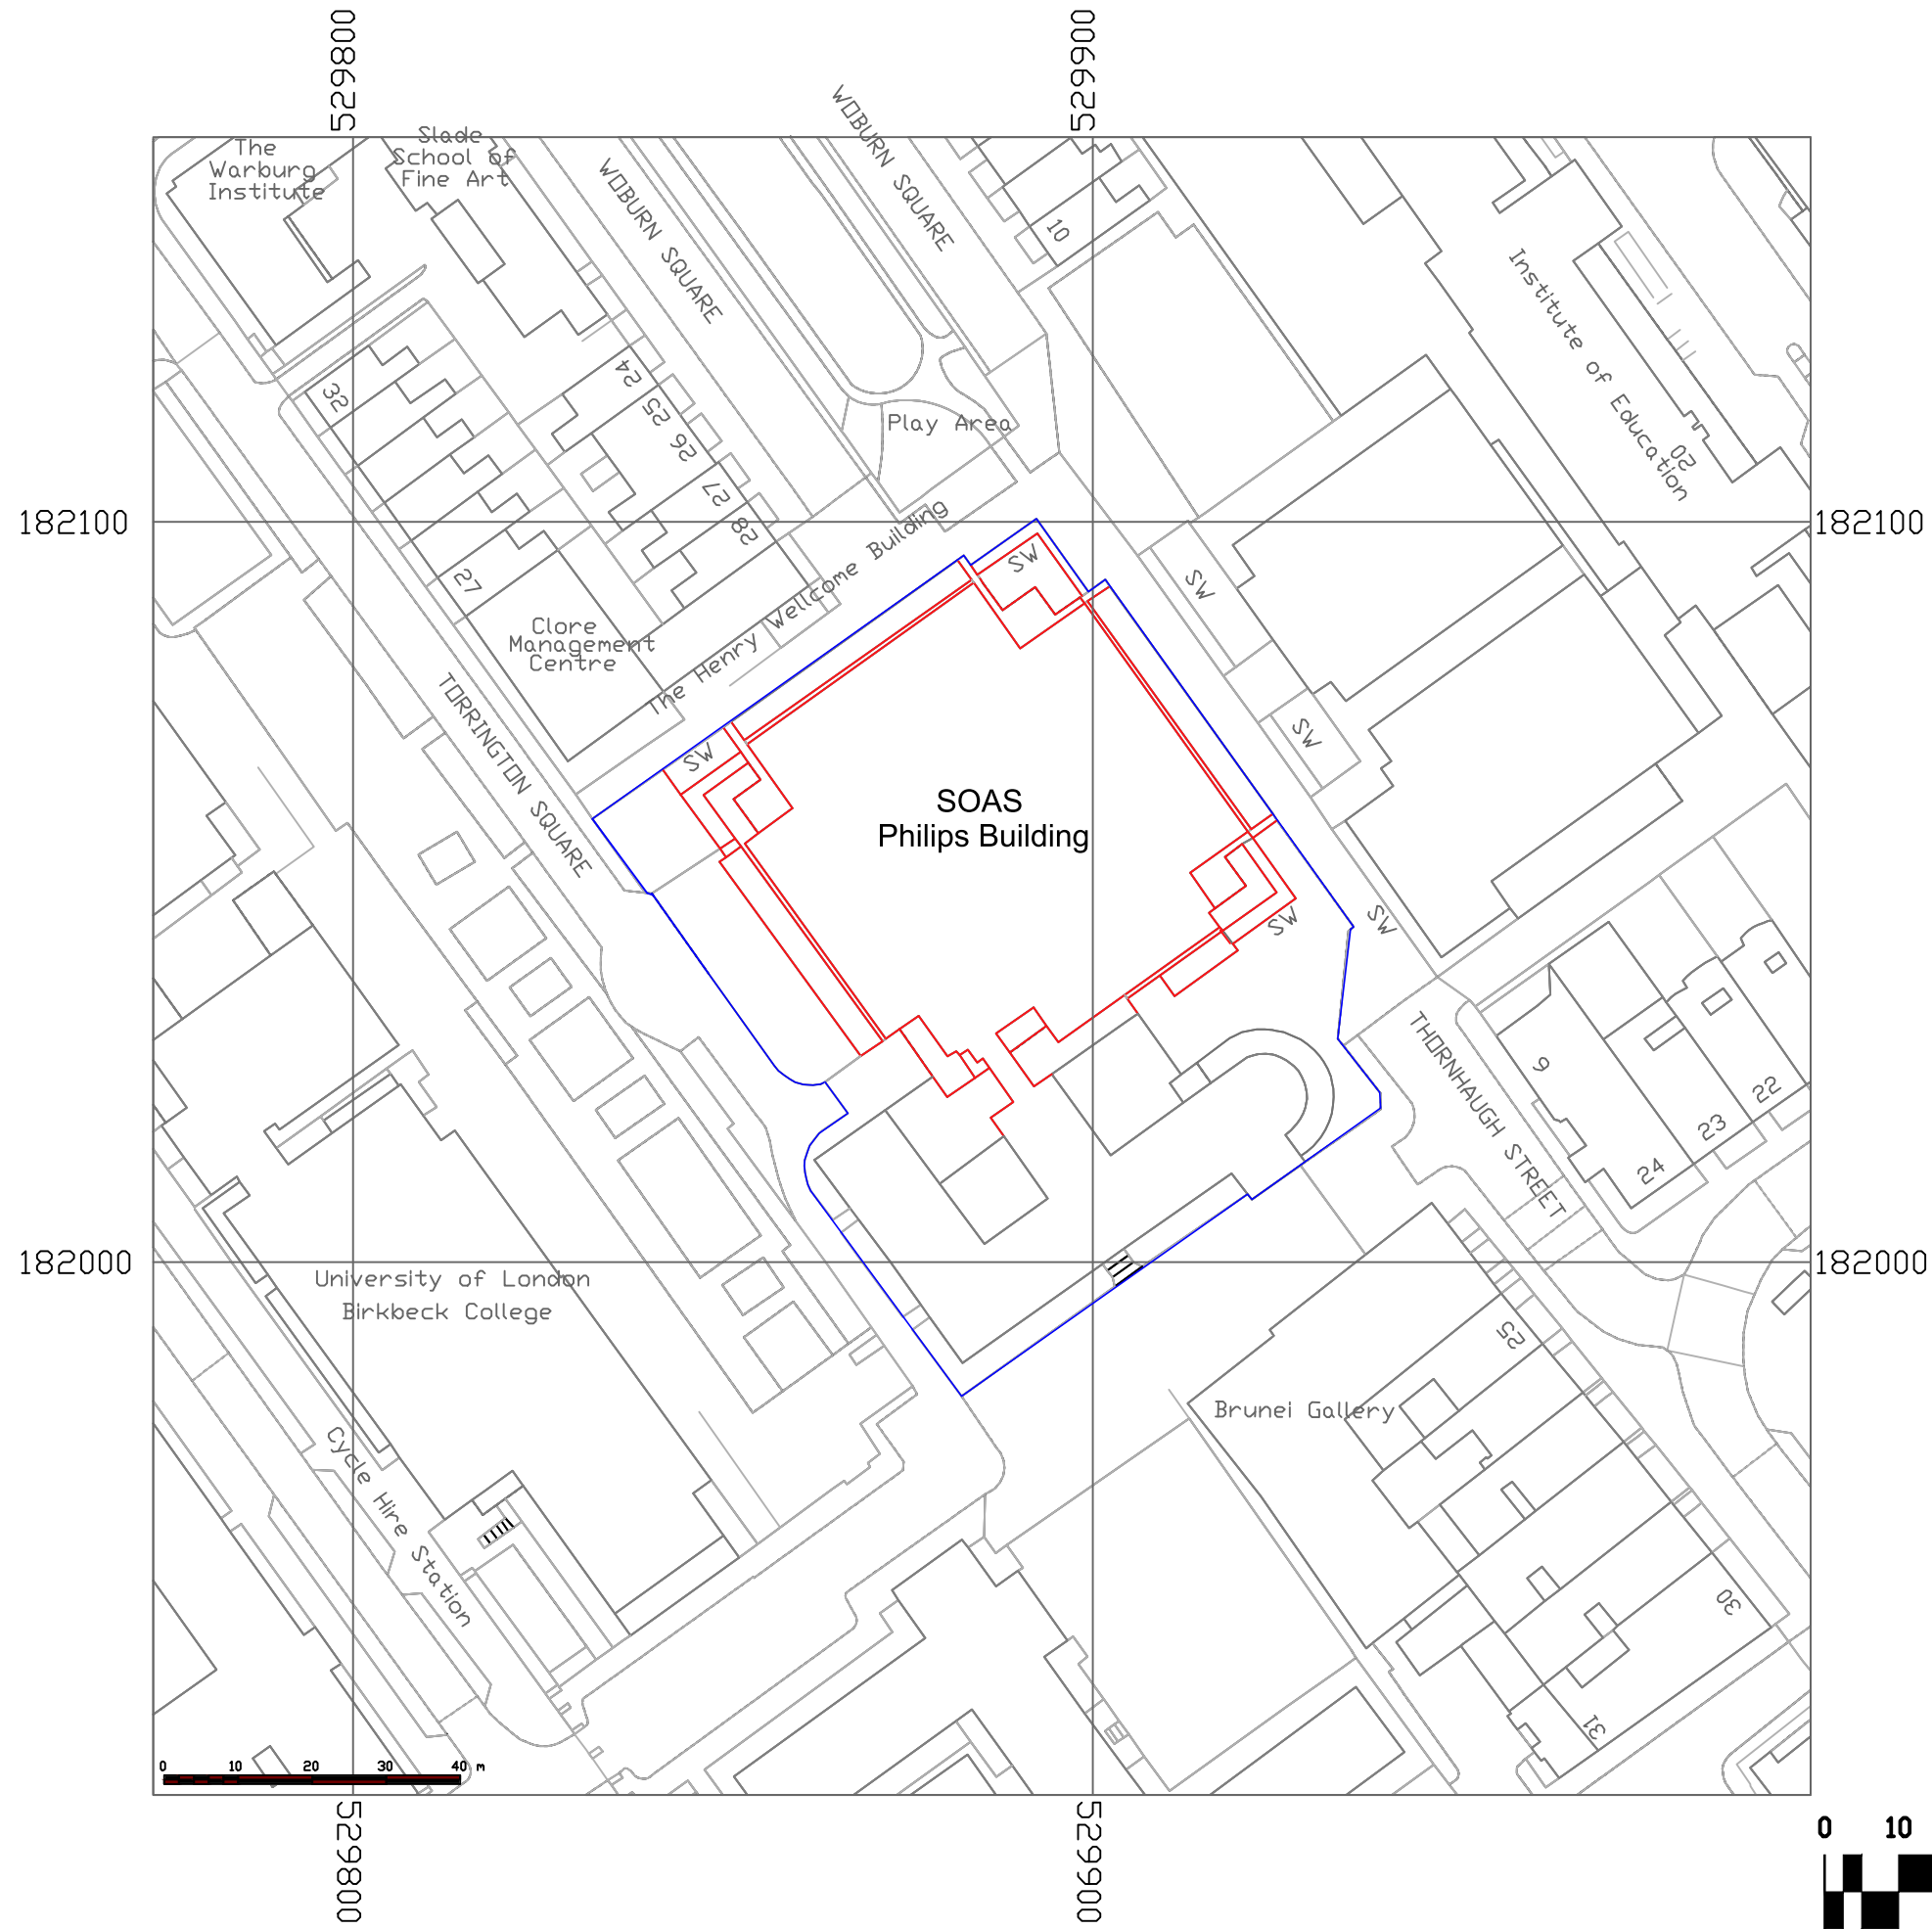 529800
529900
The
Warburg
Institute
Slade
School of
Fine Art
WOBURN SQUARE
WOBURN SQUARE
10
Institute of Education
20
32
24
25
26
27
28
Play Area
182100
182100
27
Clore
Management
Centre
The Henry Wellcome Building
SW
SW
SW
SW
TORRINGTON SQUARE
SOAS
Philips Building
SW
SW
THORNHAUGH STREET
9
22
23
24
182000
182000
University of London
Birkbeck College
25
Brunei Gallery
Cycle Hire Station
30
31
0 10 20 30 40 m
529800
529900
0 10